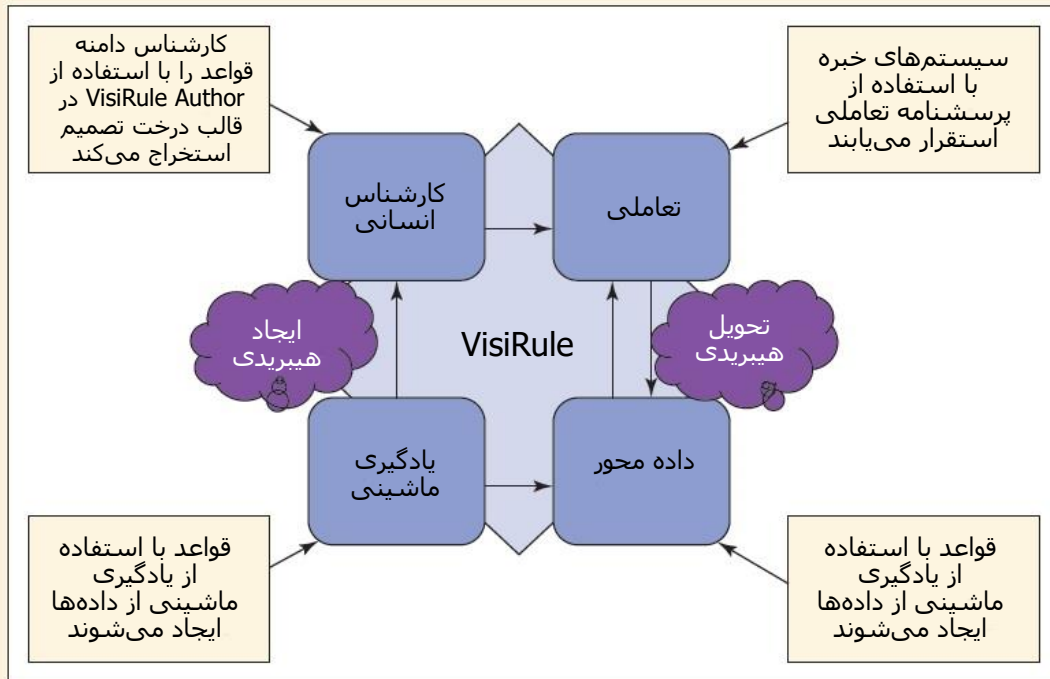 کارشناس دامنه
قواعد را با استفاده از
VisiRule Author در
قالب درخت تصمیم
استخراج می‌کند
سیستم‌های خبره
با استفاده از
پرسشنامه تعاملی
استقرار می‌یابند
کارشناس
انسانی
تعاملی
ایجاد
هیبریدی
VisiRule
تحویل
هیبریدی
یادگیری
ماشینی
داده محور
قواعد با استفاده
از یادگیری
ماشینی از داده‌ها
ایجاد می‌شوند
قواعد با استفاده
از یادگیری
ماشینی از داده‌ها
ایجاد می‌شوند